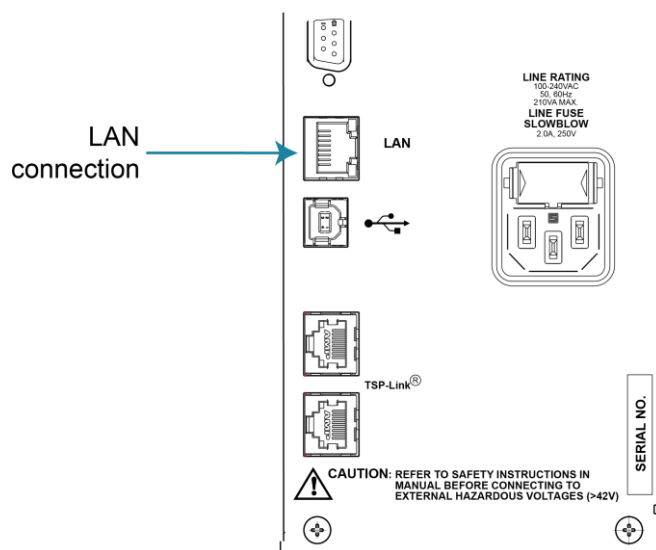 LINE RATING
100-240VAC
50, 60Hz
210VA MAX.
LINE FUSE
SLOWBLOW
2.0A, 250V
LAN
connection
LAN
TSP-Link®
SERIAL NO.
CAUTION: REFER TO SAFETY INSTRUCTIONS IN
MANUAL BEFORE CONNECTING TO
EXTERNAL HAZARDOUS VOLTAGES (>42V)